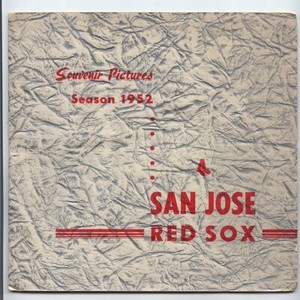 Souvenir Pictures
Season 1952
SAN JOSE
RED SOX